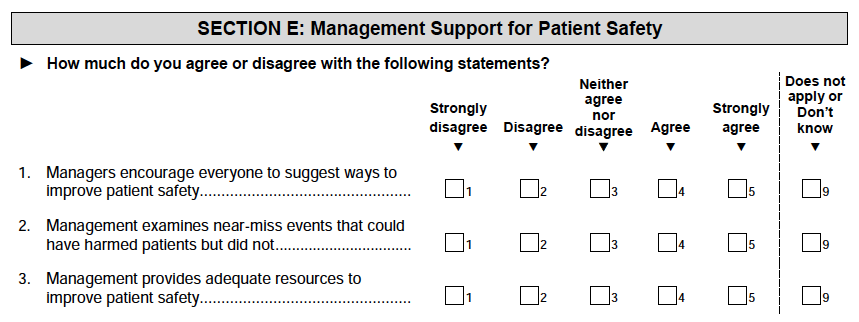 SECTION E: Management Support for Patient Safety
► How much do you agree or disagree with the following statements?
Strongly disagree
Disagree
Neither agree nor disagree
Agree
Strongly agree
Does not apply or Don't know
▼ ▼ ▼ ▼ ▼ ▼
1. Managers encourage everyone to suggest ways to
improve patient safety................................................ 1 2 3 4 5 9
2. Management examines near-miss events that could
have harmed patients but did not............................... 1 2 3 4 5 9
3. Management provides adequate resources to
improve patient safety................................................ 1 2 3 4 5 9